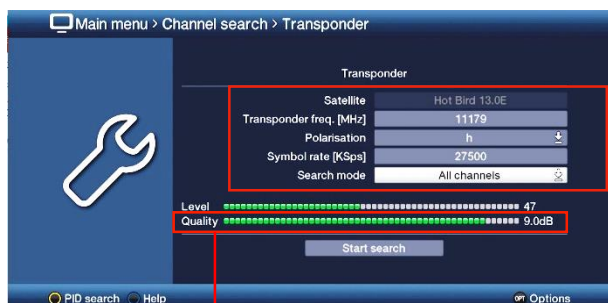 Main menu > Channel search > Transponder
Transponder
Satellite Hot Bird 13.0E
Transponder freq. [MHz] 11179
Polarisation h
Symbol rate [KSps] 27500
Search mode All channels
Level 47
Quality 9.0dB
Start search
PID search Help OPT Options